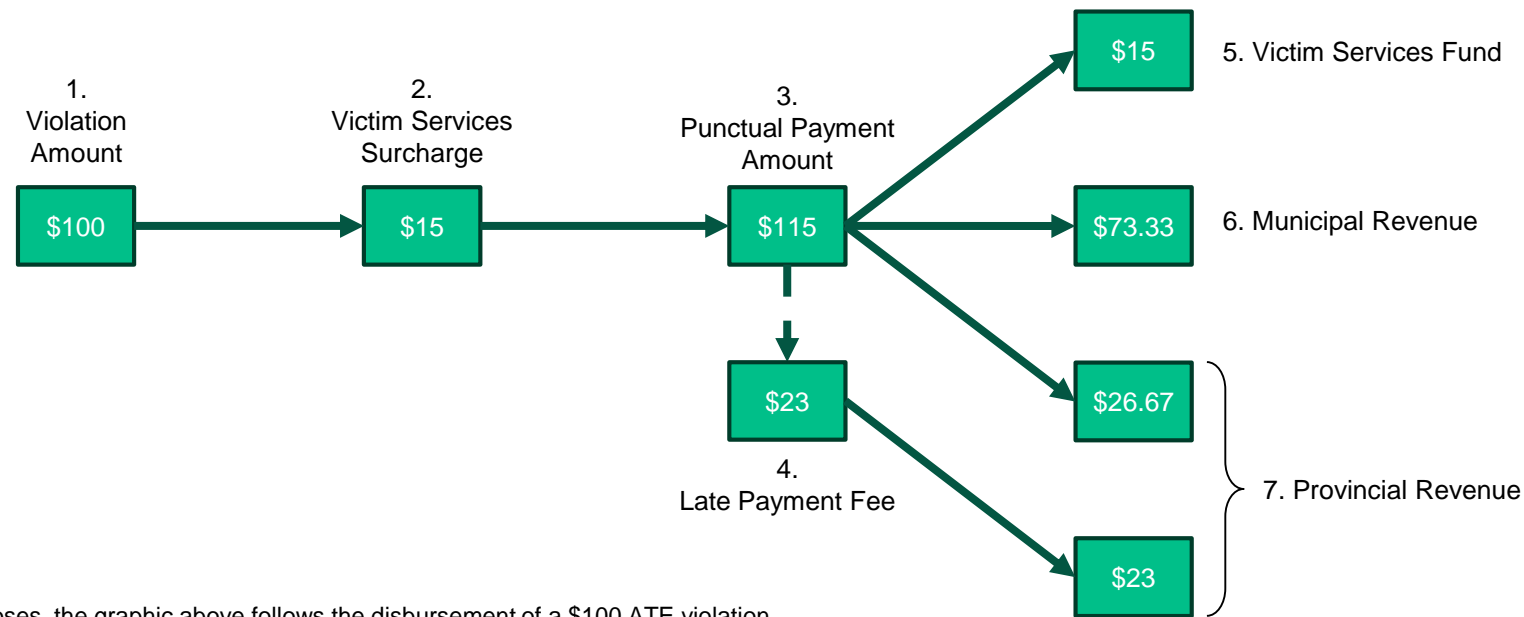 1.
Violation
Amount
$100
2.
Victim Services
Surcharge
$15
3.
Punctual Payment
Amount
$115
$23
4.
Late Payment Fee
$15
5. Victim Services Fund
$73.33
6. Municipal Revenue
$26.67
$23
7. Provincial Revenue
the graphic above follows the disbursement of a $100 ATE violation